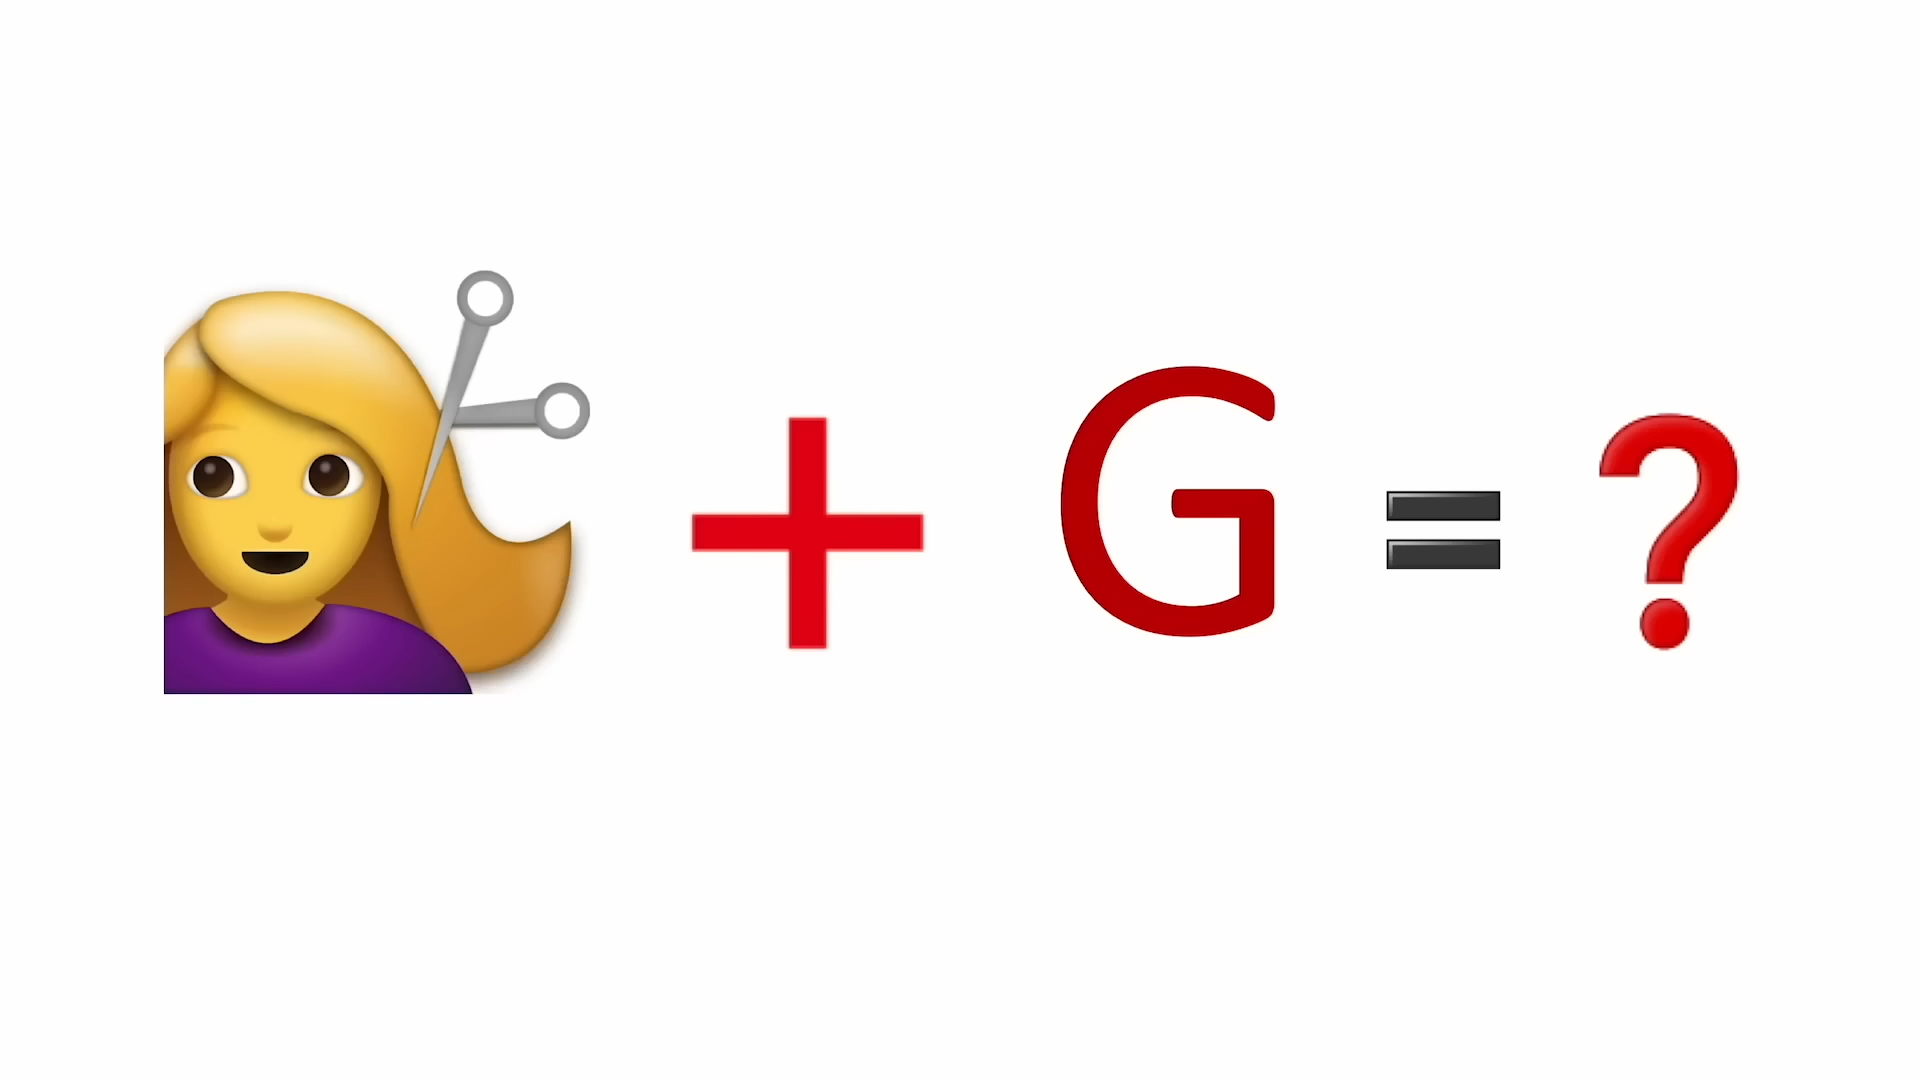 + G = ?